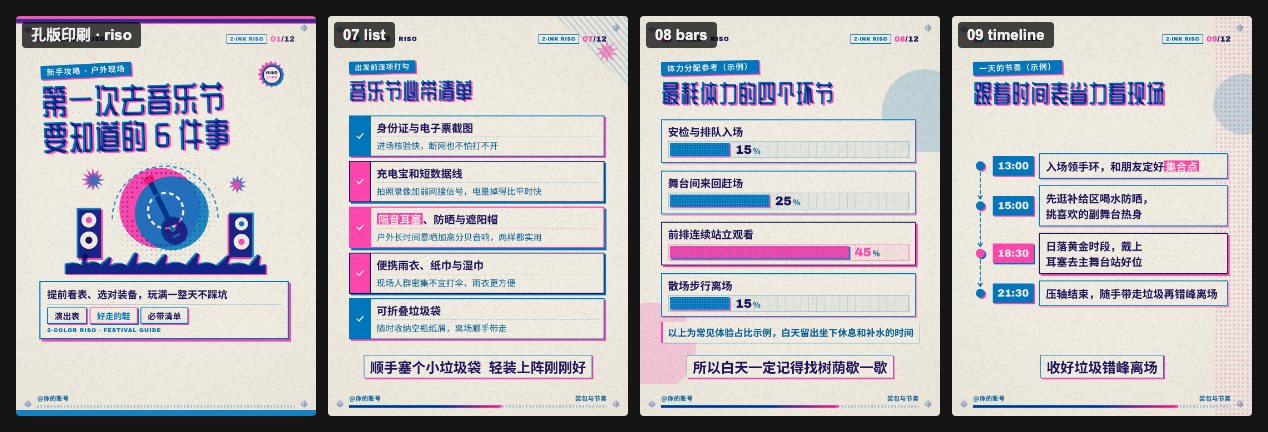 孔版印刷 · riso
2-INK RISO 01/12
新手攻略 · 户外现场
RISO
第一次去音乐节
要知道的 6 件事
提前看表、选对装备，玩满一整天不踩坑
演出表 好走的鞋 必带清单
2-COLOR RISO · FESTIVAL GUIDE
@你的账号
07 list
RISO
2-INK RISO 07/12
出发前逐项打勾
音乐节必带清单
身份证与电子票截图
进场核验快，断网也不怕打不开
充电宝和短数据线
拍照录像加弱网搜信号，电量掉得比平时快
隔音耳塞、防晒与遮阳帽
户外长时间暴晒加高分贝音响，两样都实用
便携雨衣、纸巾与湿巾
现场人群密集不宜打伞，雨衣更方便
可折叠垃圾袋
随时收纳空瓶纸屑，离场顺手带走
顺手塞个小垃圾袋 轻装上阵刚刚好
@你的账号
装包与节奏
08 bars
RISO
2-INK RISO 08/12
体力分配参考（示例）
最耗体力的四个环节
安检与排队入场
15%
舞台间来回赶场
25%
前排连续站立观看
45%
散场步行离场
15%
以上为常见体验占比示例，白天留出坐下休息和补水的时间
所以白天一定记得找树荫歇一歇
@你的账号
装包与节奏
09 timeline
2-INK RISO 09/12
一天的节奏（示例）
跟着时间表省力看现场
13:00 入场领手环，和朋友定好集合点
15:00 先逛补给区喝水防晒，
挑喜欢的副舞台热身
18:30 日落黄金时段，戴上
耳塞去主舞台站好位
21:30 压轴结束，随手带走垃圾再错峰离场
收好垃圾错峰离场
@你的账号
装包与节奏